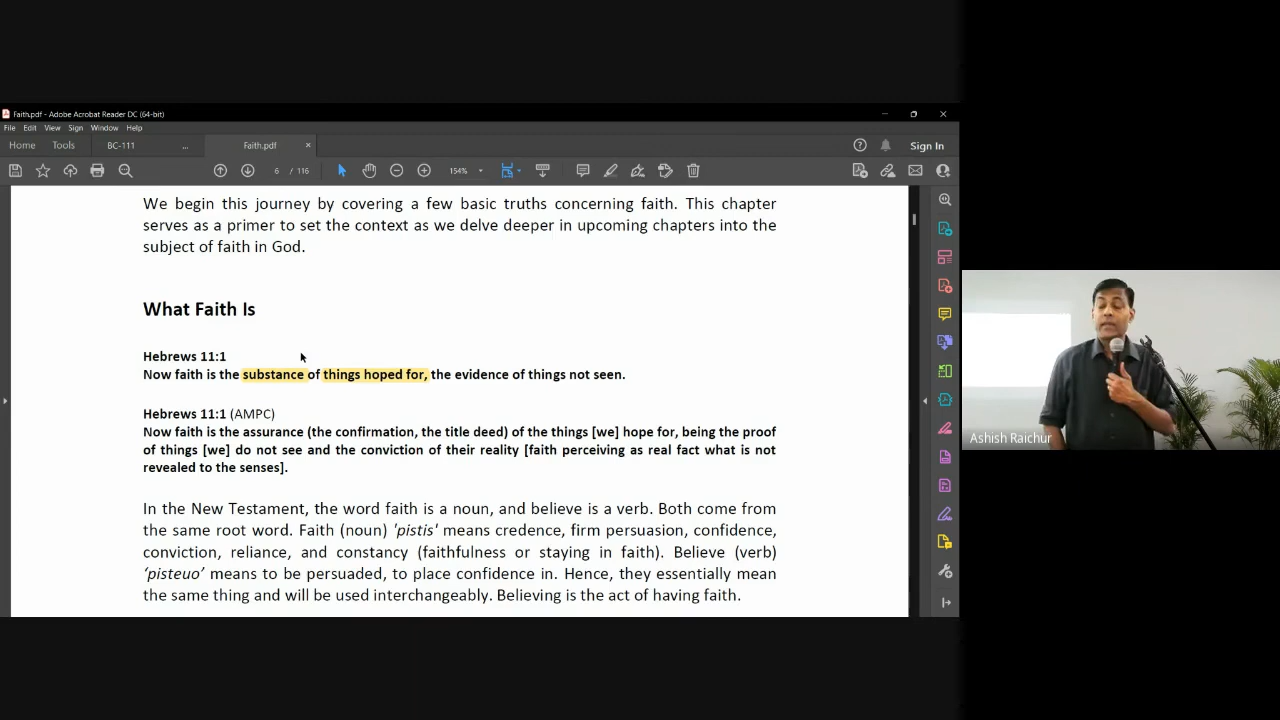 Faith.pdf - Adobe Acrobat Reader DC (64-bit)
File Edit View Sign Window Help
Home Tools BC-111 ... Faith.pdf × Sign In
6 / 116 154%
We begin this journey by covering a few basic truths concerning faith. This chapter
serves as a primer to set the context as we delve deeper in upcoming chapters into the
subject of faith in God.
What Faith Is
Hebrews 11:1
Now faith is the substance of things hoped for, the evidence of things not seen.
Hebrews 11:1 (AMPC)
Now faith is the assurance (the confirmation, the title deed) of the things [we] hope for, being the proof
of things [we] do not see and the conviction of their reality [faith perceiving as real fact what is not
revealed to the senses].
In the New Testament, the word faith is a noun, and believe is a verb. Both come from
the same root word. Faith (noun) 'pistis' means credence, firm persuasion, confidence,
conviction, reliance, and constancy (faithfulness or staying in faith). Believe (verb)
‘pisteuo’ means to be persuaded, to place confidence in. Hence, they essentially mean
the same thing and will be used interchangeably. Believing is the act of having faith.
Ashish Raichur